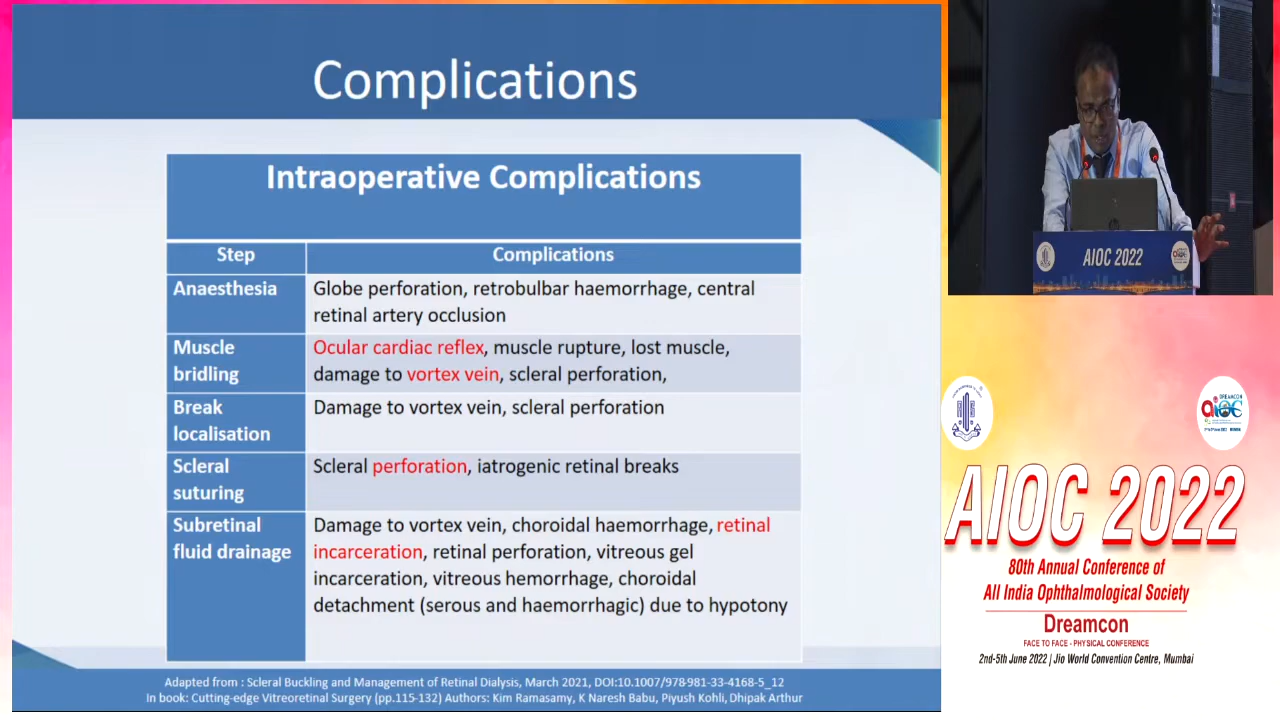 Complications
Intraoperative Complications
Step
Complications
Anaesthesia
Globe perforation, retrobulbar haemorrhage, central
retinal artery occlusion
Muscle
bridling
Ocular cardiac reflex, muscle rupture, lost muscle,
damage to vortex vein, scleral perforation,
Break
localisation
Damage to vortex vein, scleral perforation
Scleral
suturing
Scleral perforation, iatrogenic retinal breaks
Subretinal
fluid drainage
Damage to vortex vein, choroidal haemorrhage, retinal
incarceration, retinal perforation, vitreous gel
incarceration, vitreous hemorrhage, choroidal
detachment (serous and haemorrhagic) due to hypotony
Adapted from : Scleral Buckling and Management of Retinal Dialysis, March 2021, DOI:10.1007/978-981-33-4168-5_12
In book: Cutting-edge Vitreoretinal Surgery (pp.115-132) Authors: Kim Ramasamy, K Naresh Babu, Piyush Kohli, Dhipak Arthur
AIOC 2022
DREAMCON
aioc
AIOC 2022
80th Annual Conference of
All India Ophthalmological Society
Dreamcon
FACE TO FACE - PHYSICAL CONFERENCE
2nd-5th June 2022 | Jio World Convention Centre, Mumbai